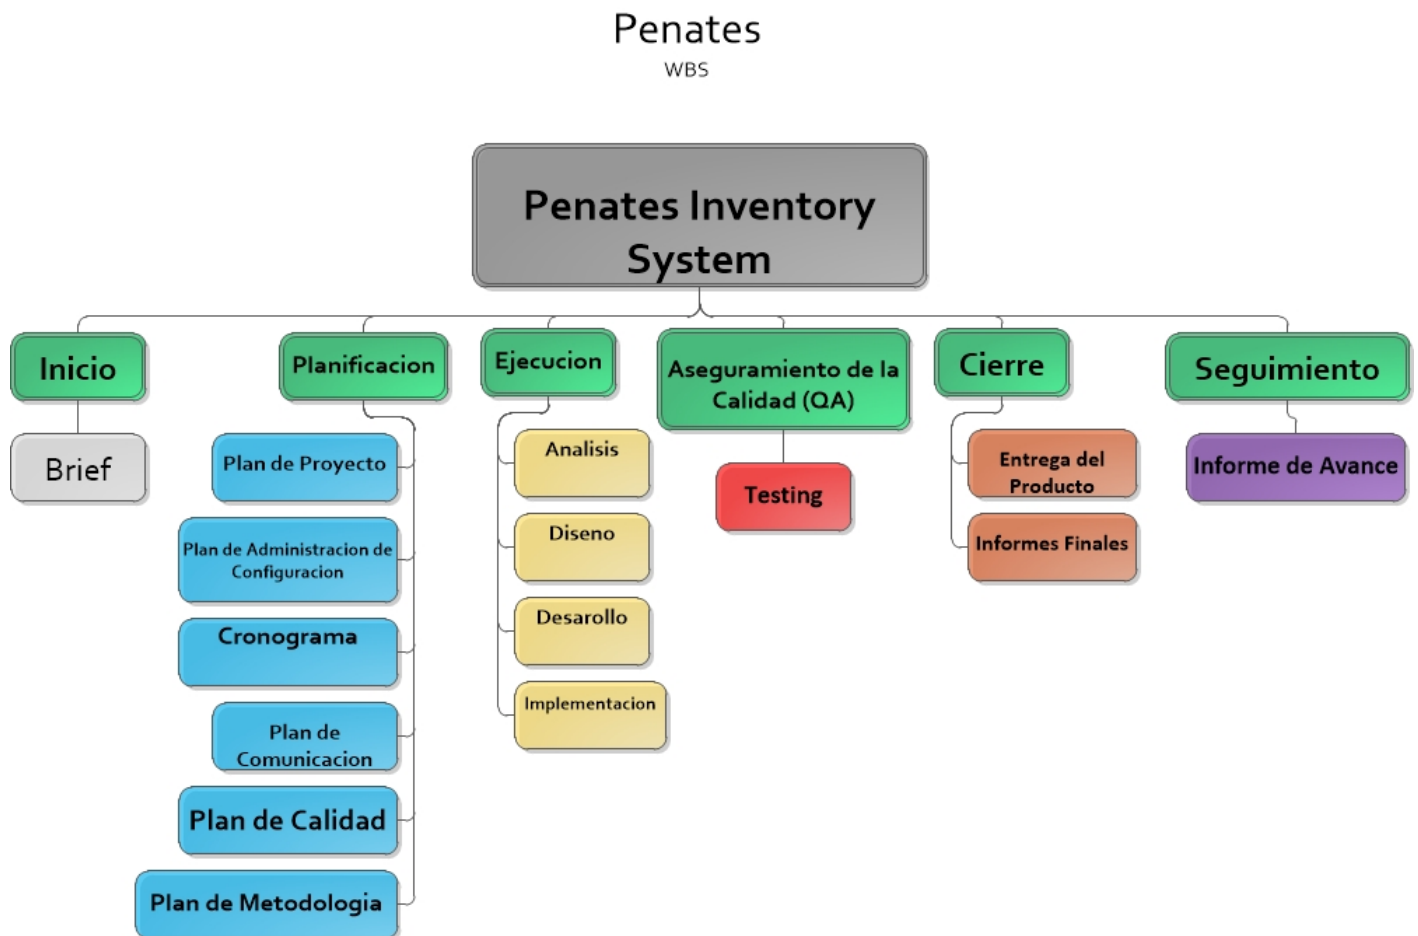 Penates
WBS
Penates Inventory
System
Inicio
Planificacion
Ejecucion
Aseguramiento de la
Calidad (QA)
Cierre
Seguimiento
Brief
Plan de Proyecto
Plan de Administracion de
Configuracion
Cronograma
Plan de
Comunicacion
Plan de Calidad
Plan de Metodologia
Analisis
Diseno
Desarollo
Implementacion
Testing
Entrega del
Producto
Informes Finales
Informe de Avance